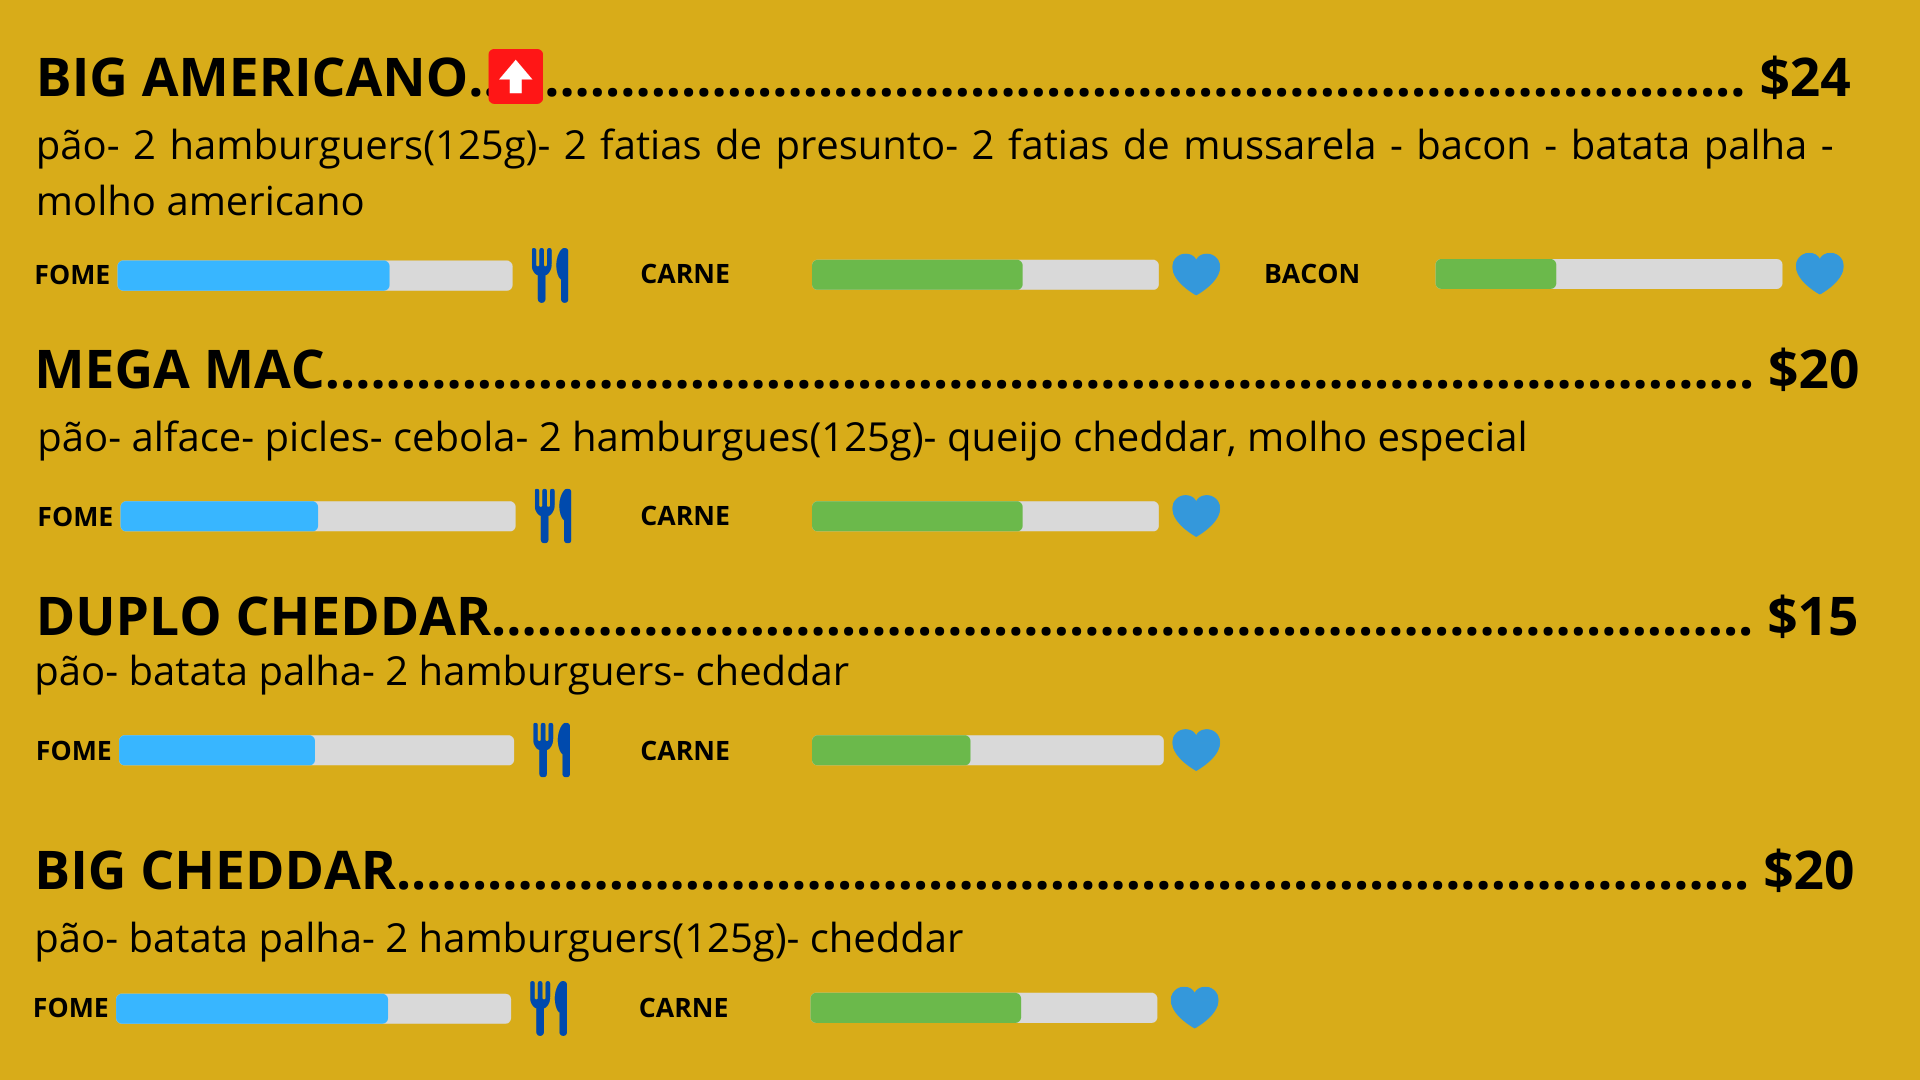 BIG AMERICANO....................................................................................... $24
pão- 2 hamburguers(125g)- 2 fatias de presunto- 2 fatias de mussarela - bacon - batata palha -
molho americano
FOME CARNE BACON
MEGA MAC.............................................................................................. $20
pão- alface- picles- cebola- 2 hamburgues(125g)- queijo cheddar, molho especial
FOME CARNE
DUPLO CHEDDAR................................................................................... $15
pão- batata palha- 2 hamburguers- cheddar
FOME CARNE
BIG CHEDDAR......................................................................................... $20
pão- batata palha- 2 hamburguers(125g)- cheddar
FOME CARNE